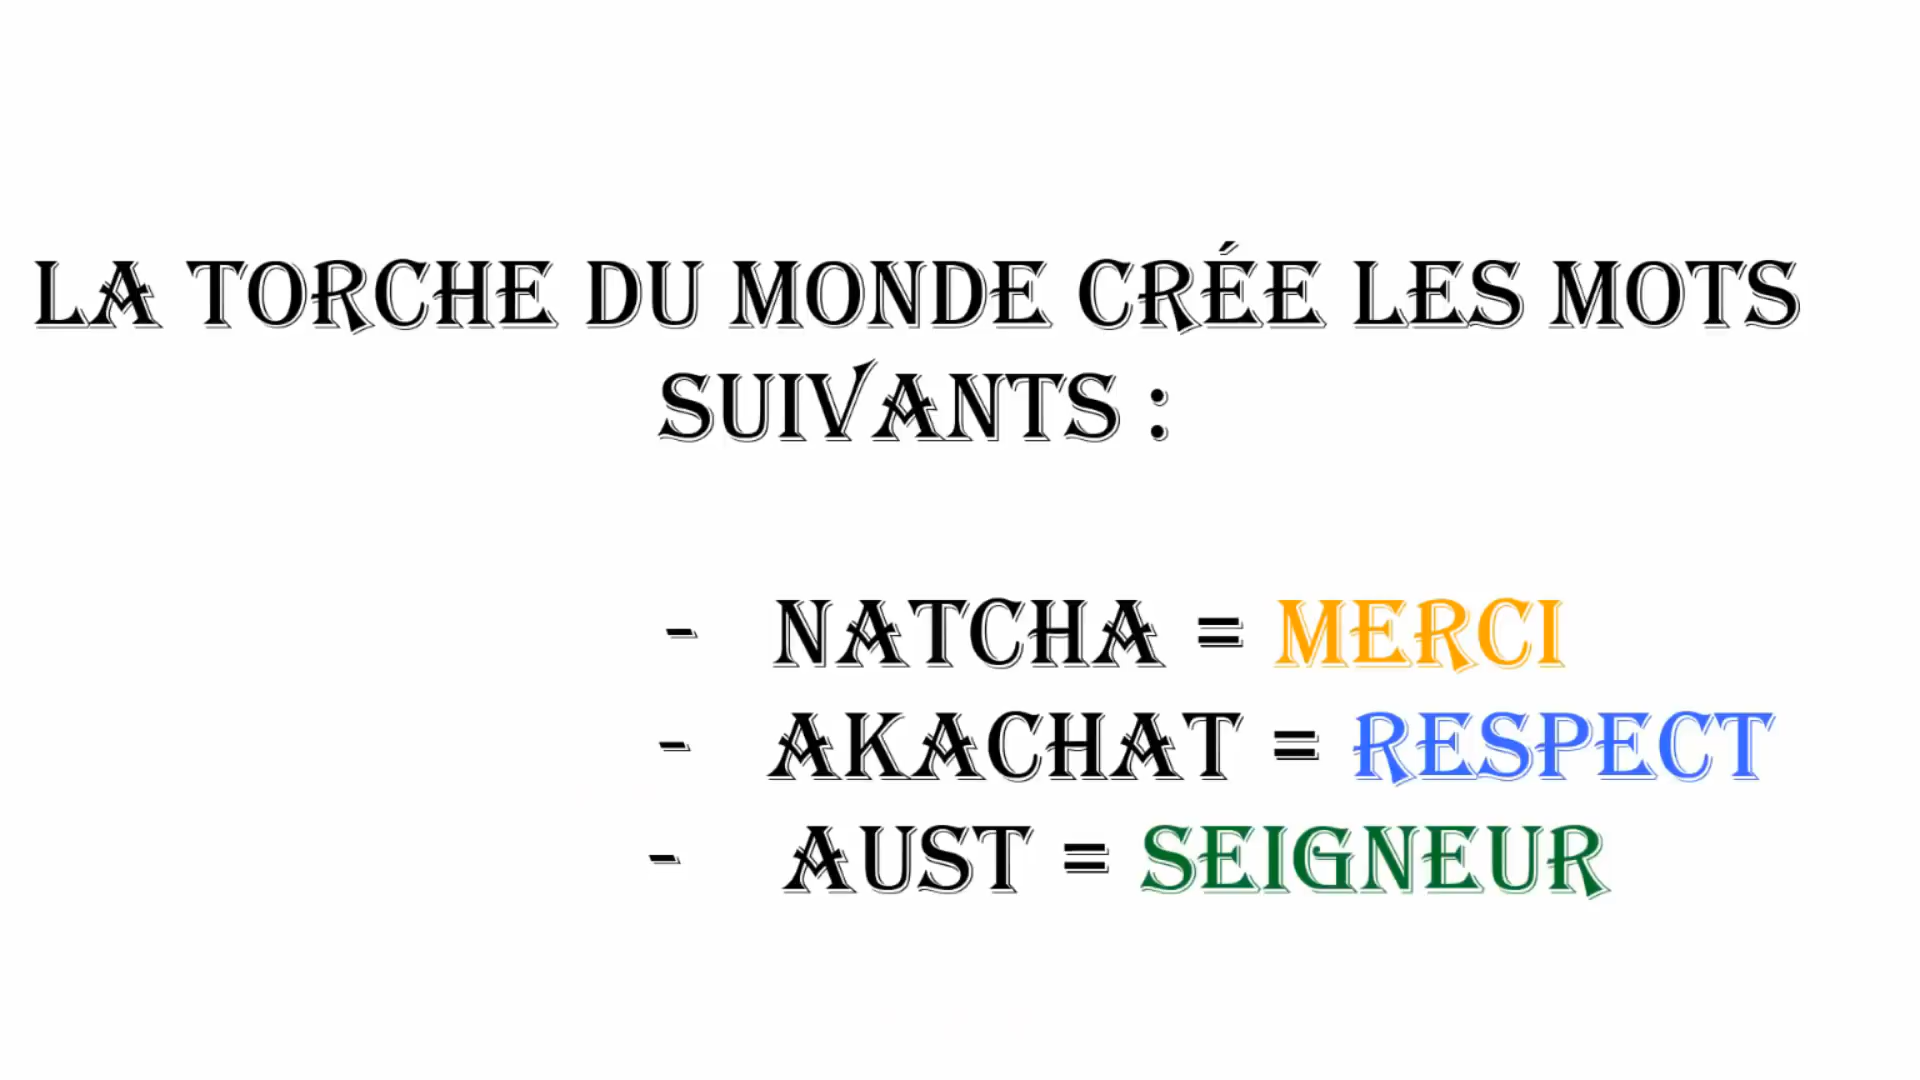 LA TORCHE DU MONDE CRÉE LES MOTS
SUIVANTS :
- NATCHA = MERCI
- AKACHAT = RESPECT
- AUST = SEIGNEUR